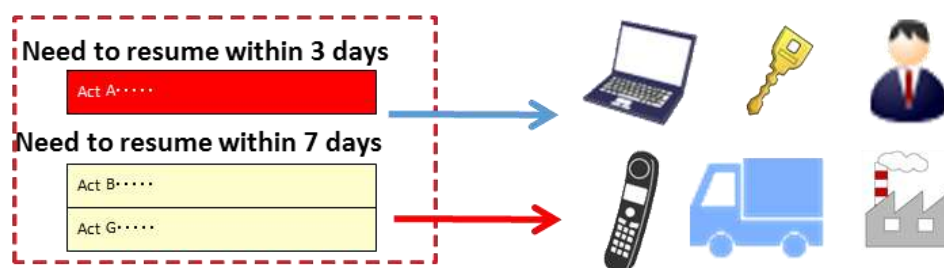 Need to resume within 3 days
Act A·····
Need to resume within 7 days
Act B·····
Act G·····